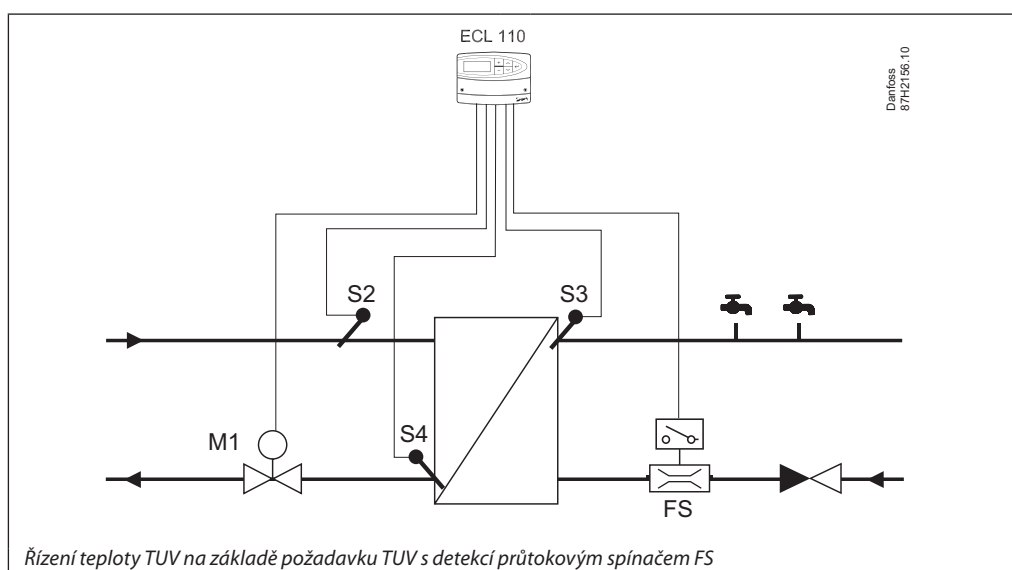 ECL 110
Danfoss
87H2156.10
S2
S3
S4
M1
FS
Řízení teploty TUV na základě požadavku TUV s detekcí průtokovým spínačem FS